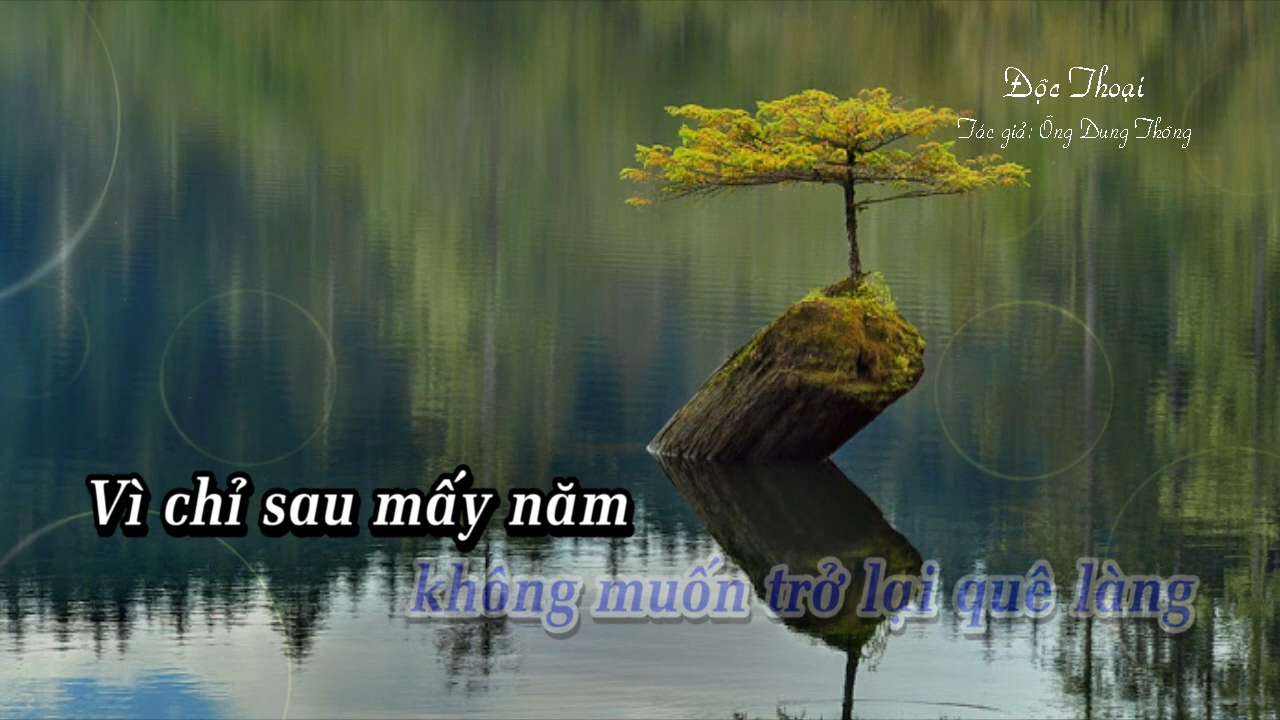 Độc Thoại
Tác giả: Ông Dung Thông
Vì chỉ sau mấy năm
không muốn trở lại quê làng